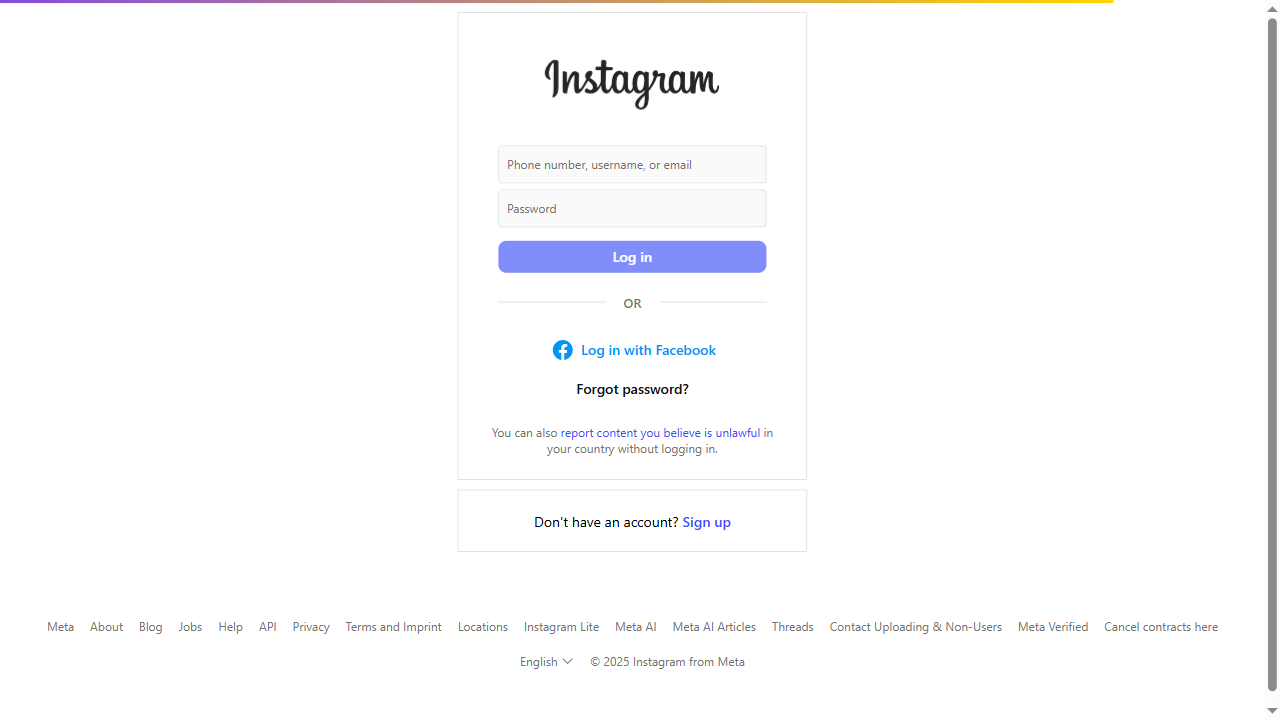 Instagram
Phone number, username, or email
Password
Log in
OR
Log in with Facebook
Forgot password?
You can also report content you believe is unlawful in
your country without logging in.
Don't have an account? Sign up
Meta About Blog Jobs Help API Privacy Terms and Imprint Locations Instagram Lite Meta AI Meta AI Articles Threads Contact Uploading & Non-Users Meta Verified Cancel contracts here
English © 2025 Instagram from Meta